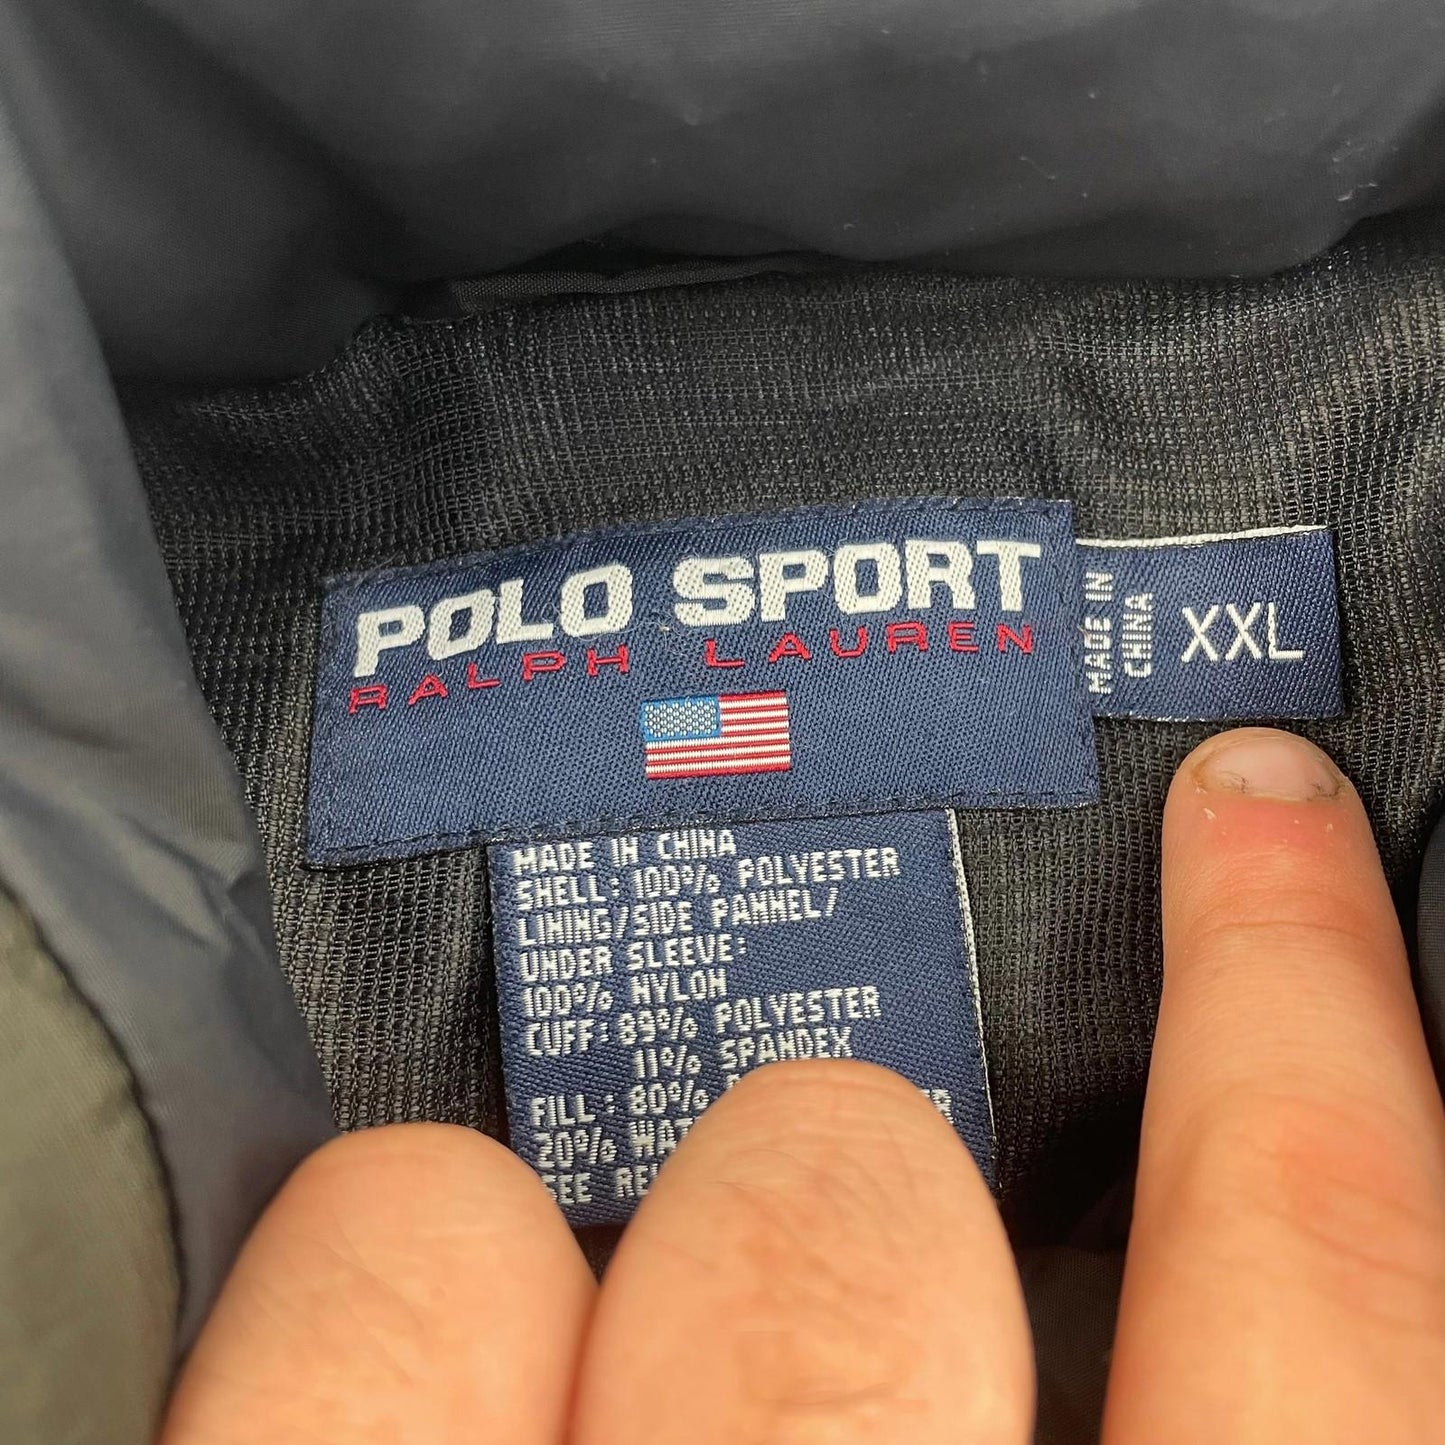 POLO SPORT
RALPH LAUREN
MADE IN
CHINA
XXL
MADE IN CHINA
SHELL: 100% POLYESTER
LINING/SIDE PANNEL/
UNDER SLEEVE:
100% NYLON
CUFF: 89% POLYESTER
11% SPANDEX
FILL: 80%
20%
SEE